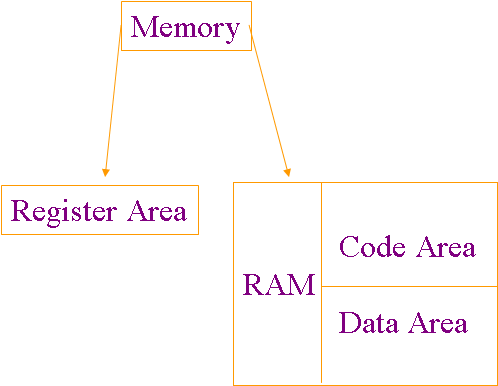 Memory
Register Area
RAM
Code Area
Data Area